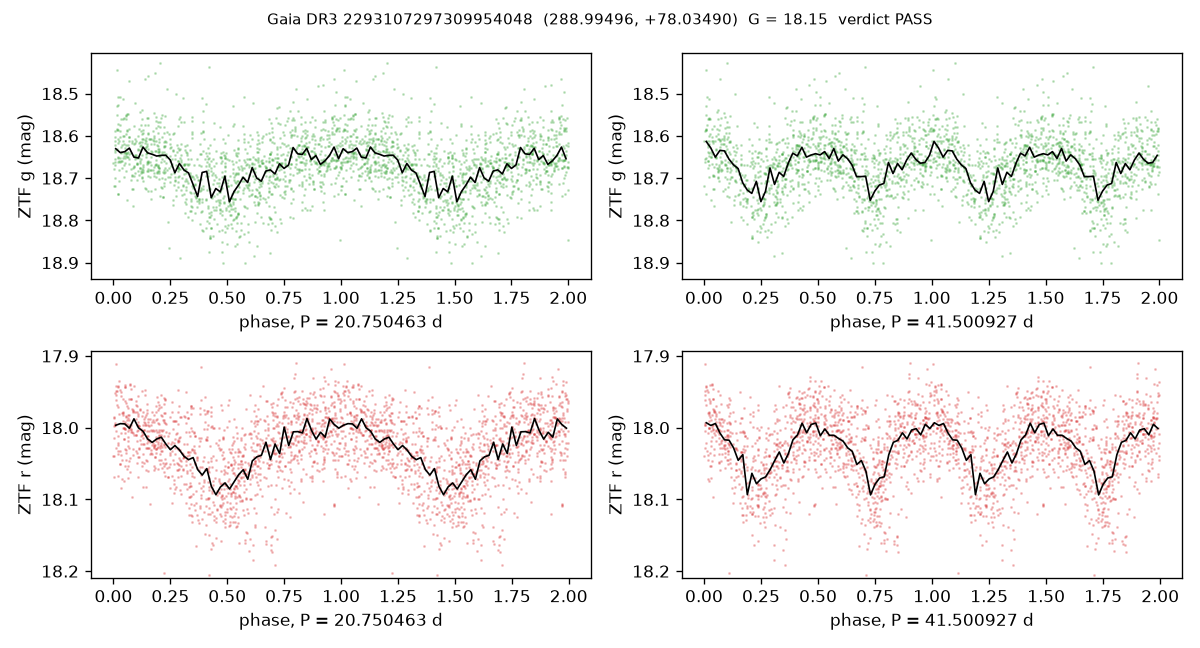 Gaia DR3 2293107297309954048 (288.99496, +78.03490) G = 18.15 verdict PASS
ZTF g (mag)
18.5
18.6
18.7
18.8
18.9
0.00 0.25 0.50 0.75 1.00 1.25 1.50 1.75 2.00
phase, P = 20.750463 d
ZTF g (mag)
18.5
18.6
18.7
18.8
18.9
0.00 0.25 0.50 0.75 1.00 1.25 1.50 1.75 2.00
phase, P = 41.500927 d
ZTF r (mag)
17.9
18.0
18.1
18.2
0.00 0.25 0.50 0.75 1.00 1.25 1.50 1.75 2.00
phase, P = 20.750463 d
ZTF r (mag)
17.9
18.0
18.1
18.2
0.00 0.25 0.50 0.75 1.00 1.25 1.50 1.75 2.00
phase, P = 41.500927 d